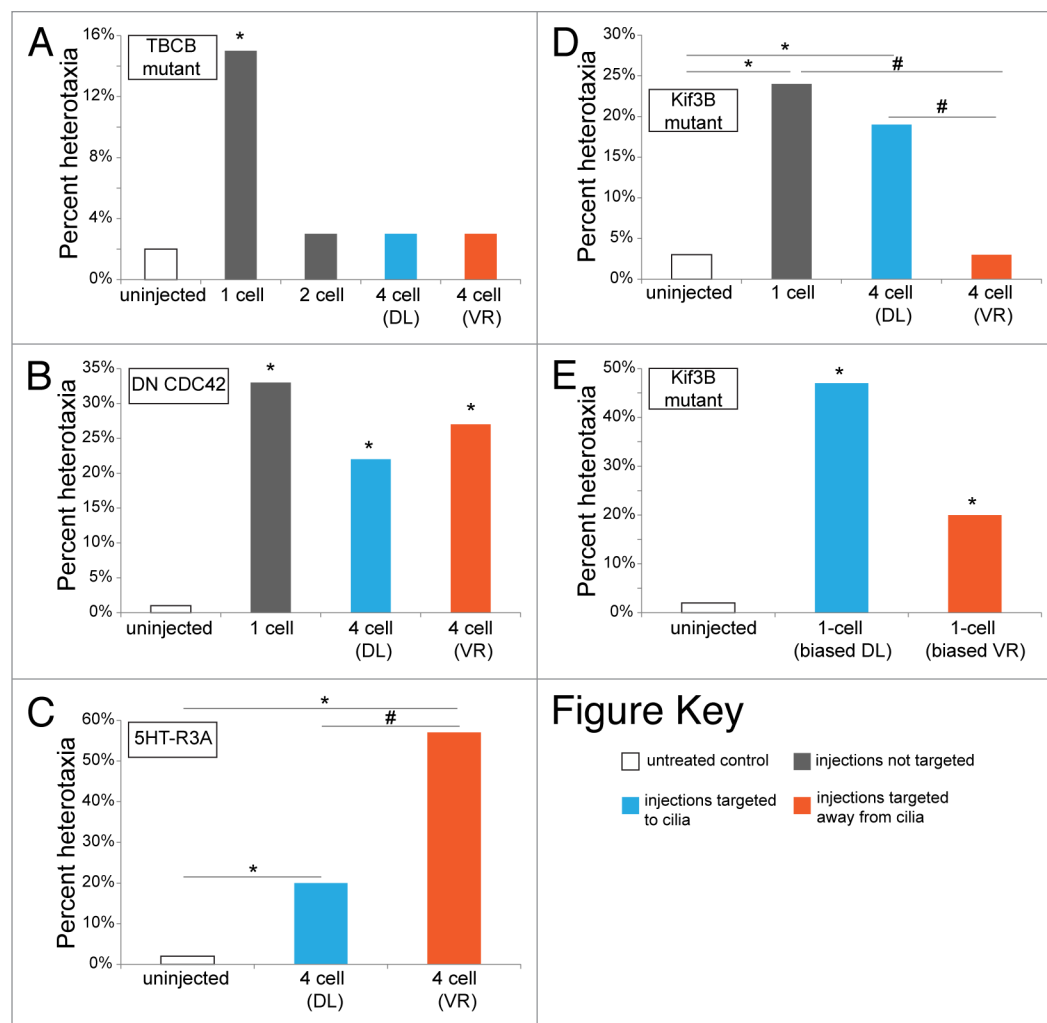 A
TBCB
mutant
Percent heterotaxia
16%
12%
8%
4%
0%
*
uninjected 1 cell 2 cell 4 cell 4 cell
(DL) (VR)
B
DN CDC42
Percent heterotaxia
35%
30%
25%
20%
15%
10%
5%
0%
*
*
*
uninjected 1 cell 4 cell 4 cell
(DL) (VR)
C
5HT-R3A
Percent heterotaxia
60%
50%
40%
30%
20%
10%
0%
*
#
*
uninjected 4 cell 4 cell
(DL) (VR)
D
Kif3B
mutant
Percent heterotaxia
30%
25%
20%
15%
10%
5%
0%
*
* #
#
uninjected 1 cell 4 cell 4 cell
(DL) (VR)
E
Kif3B
mutant
Percent heterotaxia
50%
40%
30%
20%
10%
0%
*
*
uninjected 1-cell 1-cell
(biased DL) (biased VR)
Figure Key
untreated control
injections not targeted
injections targeted
to cilia
injections targeted
away from cilia